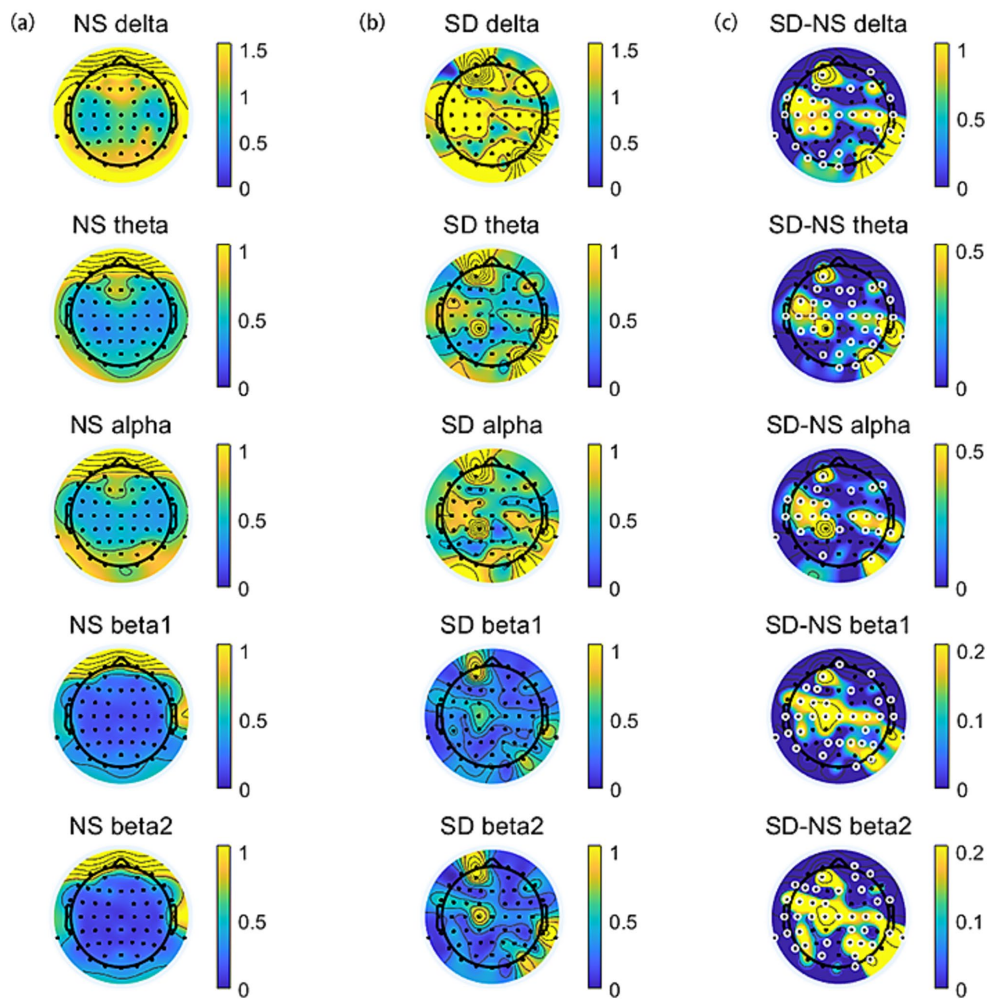 (a) NS delta (b) SD delta (c) SD-NS delta
1.5 1.5 1
1 1
0.5 0.5 0.5
0 0 0
NS theta SD theta SD-NS theta
1 1 0.5
0.5 0.5
0 0 0
NS alpha SD alpha SD-NS alpha
1 1 0.5
0.5 0.5
0 0 0
NS beta1 SD beta1 SD-NS beta1
1 1 0.2
0.5 0.5 0.1
0 0 0
NS beta2 SD beta2 SD-NS beta2
1 1 0.2
0.5 0.5 0.1
0 0 0